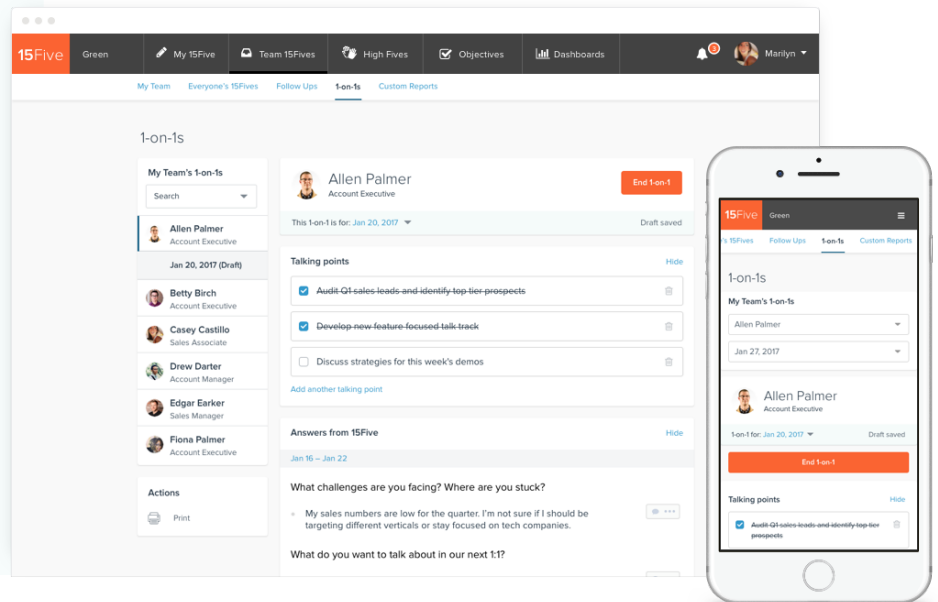 15Five
Green
My 15Five
Team 15Fives
High Fives
Objectives
Dashboards
3
Marilyn
My Team
Everyone's 15Fives
Follow Ups
1-on-1s
Custom Reports
1-on-1s
My Team's 1-on-1s
Search
Allen Palmer
Account Executive
Jan 20, 2017 (Draft)
Betty Birch
Account Executive
Casey Castillo
Sales Associate
Drew Darter
Account Manager
Edgar Earker
Sales Manager
Fiona Palmer
Account Executive
Actions
Print
Allen Palmer
Account Executive
End 1-on-1
This 1-on-1 is for: Jan 20, 2017
Draft saved
Talking points
Hide
Audit Q1 sales leads and identify top tier prospects
Develop new feature focused talk track
Discuss strategies for this week's demos
Add another talking point
Answers from 15Five
Hide
Jan 16 – Jan 22
What challenges are you facing? Where are you stuck?
My sales numbers are low for the quarter. I'm not sure if I should be
targeting different verticals or stay focused on tech companies.
What do you want to talk about in our next 1:1?
15Five
Green
's 15Fives
Follow Ups
1-on-1s
Custom Reports
1-on-1s
My Team's 1-on-1s
Allen Palmer
Jan 27, 2017
Allen Palmer
Account Executive
1-on-1 for: Jan 20, 2017
Draft saved
End 1-on-1
Talking points
Hide
Audit Q1 sales leads and identify top tier
prospects